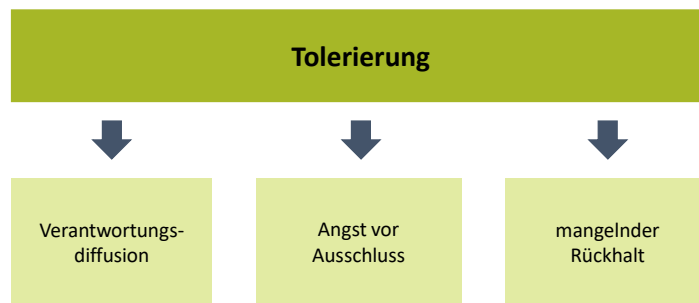 Tolerierung
Verantwortungs-
diffusion
Angst vor
Ausschluss
mangelnder
Rückhalt